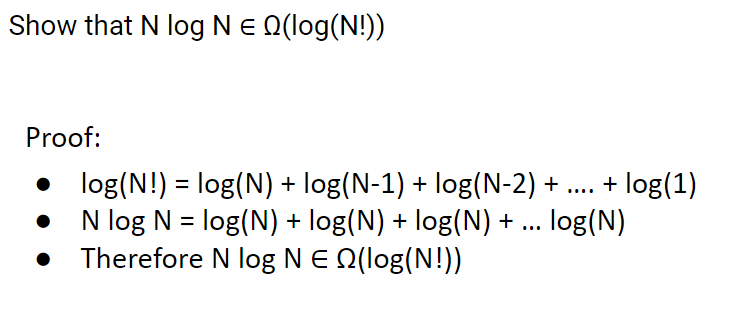 Show that N log N ∈ Ω(log(N!))
Proof:
● log(N!) = log(N) + log(N-1) + log(N-2) + .... + log(1)
● N log N = log(N) + log(N) + log(N) + ... log(N)
● Therefore N log N ∈ Ω(log(N!))